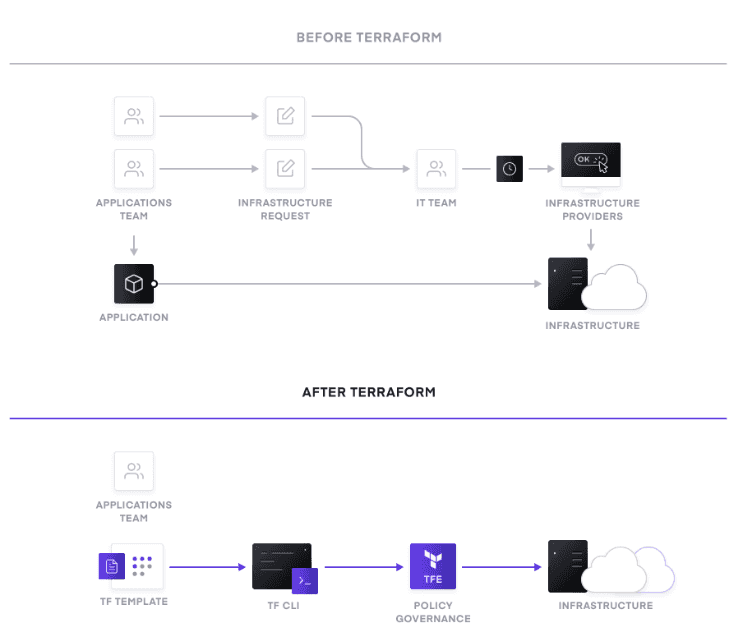 BEFORE TERRAFORM
OK
APPLICATIONS
TEAM
INFRASTRUCTURE
REQUEST
IT TEAM
INFRASTRUCTURE
PROVIDERS
APPLICATION
INFRASTRUCTURE
AFTER TERRAFORM
APPLICATIONS
TEAM
TFE
TF TEMPLATE
TF CLI
POLICY
GOVERNANCE
INFRASTRUCTURE